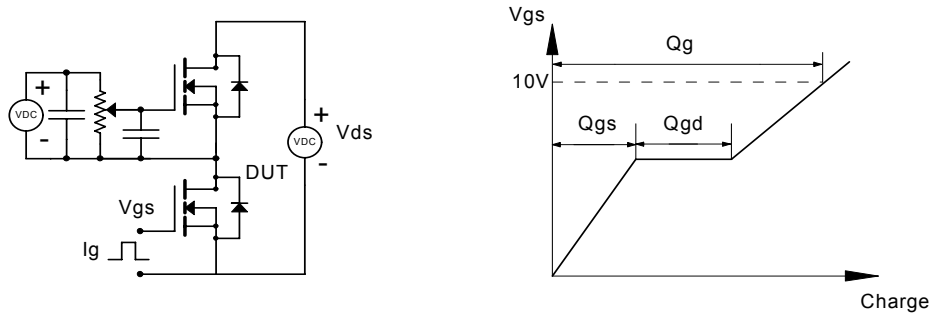 VDC
+
-
Vgs
Ig
DUT
VDC
+
-
Vds
Vgs
Qg
10V
Qgs
Qgd
Charge